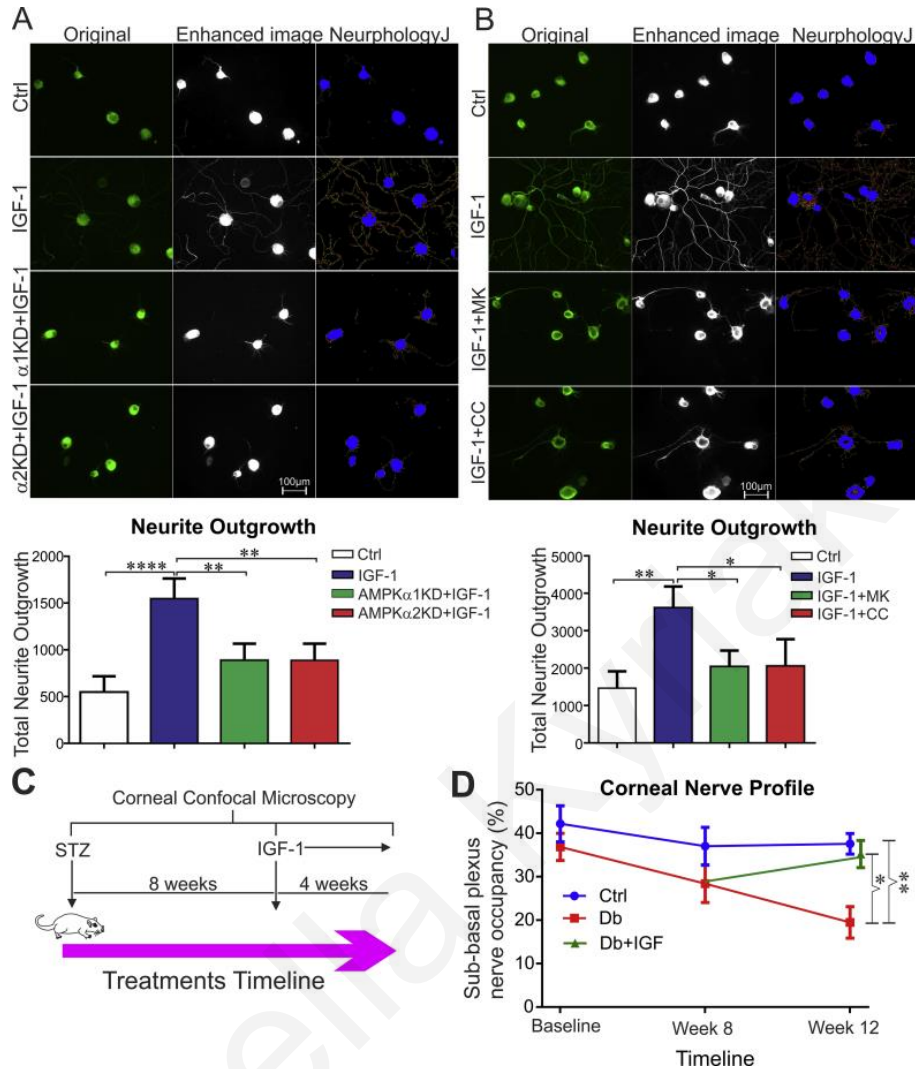 A
Original Enhanced image NeurphologyJ
Ctrl
IGF-1
α1KD+IGF-1
α2KD+IGF-1
100μm
Neurite Outgrowth
Total Neurite Outgrowth
2000
1500
1000
500
0
**** ** **
Ctrl
IGF-1
AMPKα1KD+IGF-1
AMPKα2KD+IGF-1
B
Original Enhanced image NeurphologyJ
Ctrl
IGF-1
IGF-1+MK
IGF-1+CC
100μm
Neurite Outgrowth
Total Neurite Outgrowth
5000
4000
3000
2000
1000
0
** * *
Ctrl
IGF-1
IGF-1+MK
IGF-1+CC
C
Corneal Confocal Microscopy
STZ IGF-1
8 weeks 4 weeks
Treatments Timeline
D
Corneal Nerve Profile
Sub-basal plexus
nerve occupancy (%)
50
40
30
20
10
0
Ctrl
Db
Db+IGF
* **
Baseline Week 8 Week 12
Timeline